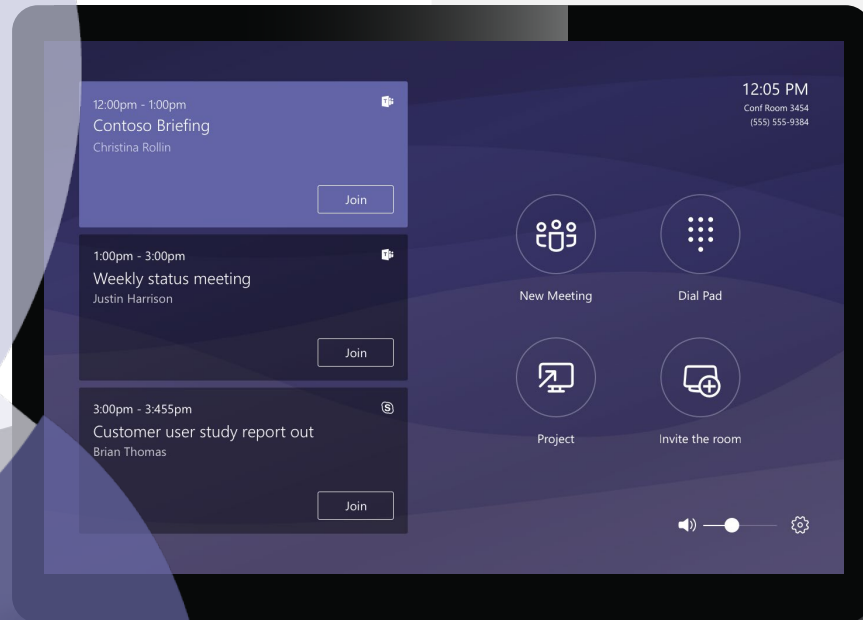 12:00pm - 1:00pm
Contoso Briefing
Christina Rollin
Join
1:00pm - 3:00pm
Weekly status meeting
Justin Harrison
Join
3:00pm - 3:455pm
Customer user study report out
Brian Thomas
Join
12:05 PM
Conf Room 3454
(555) 555-9384
New Meeting
Dial Pad
Project
Invite the room